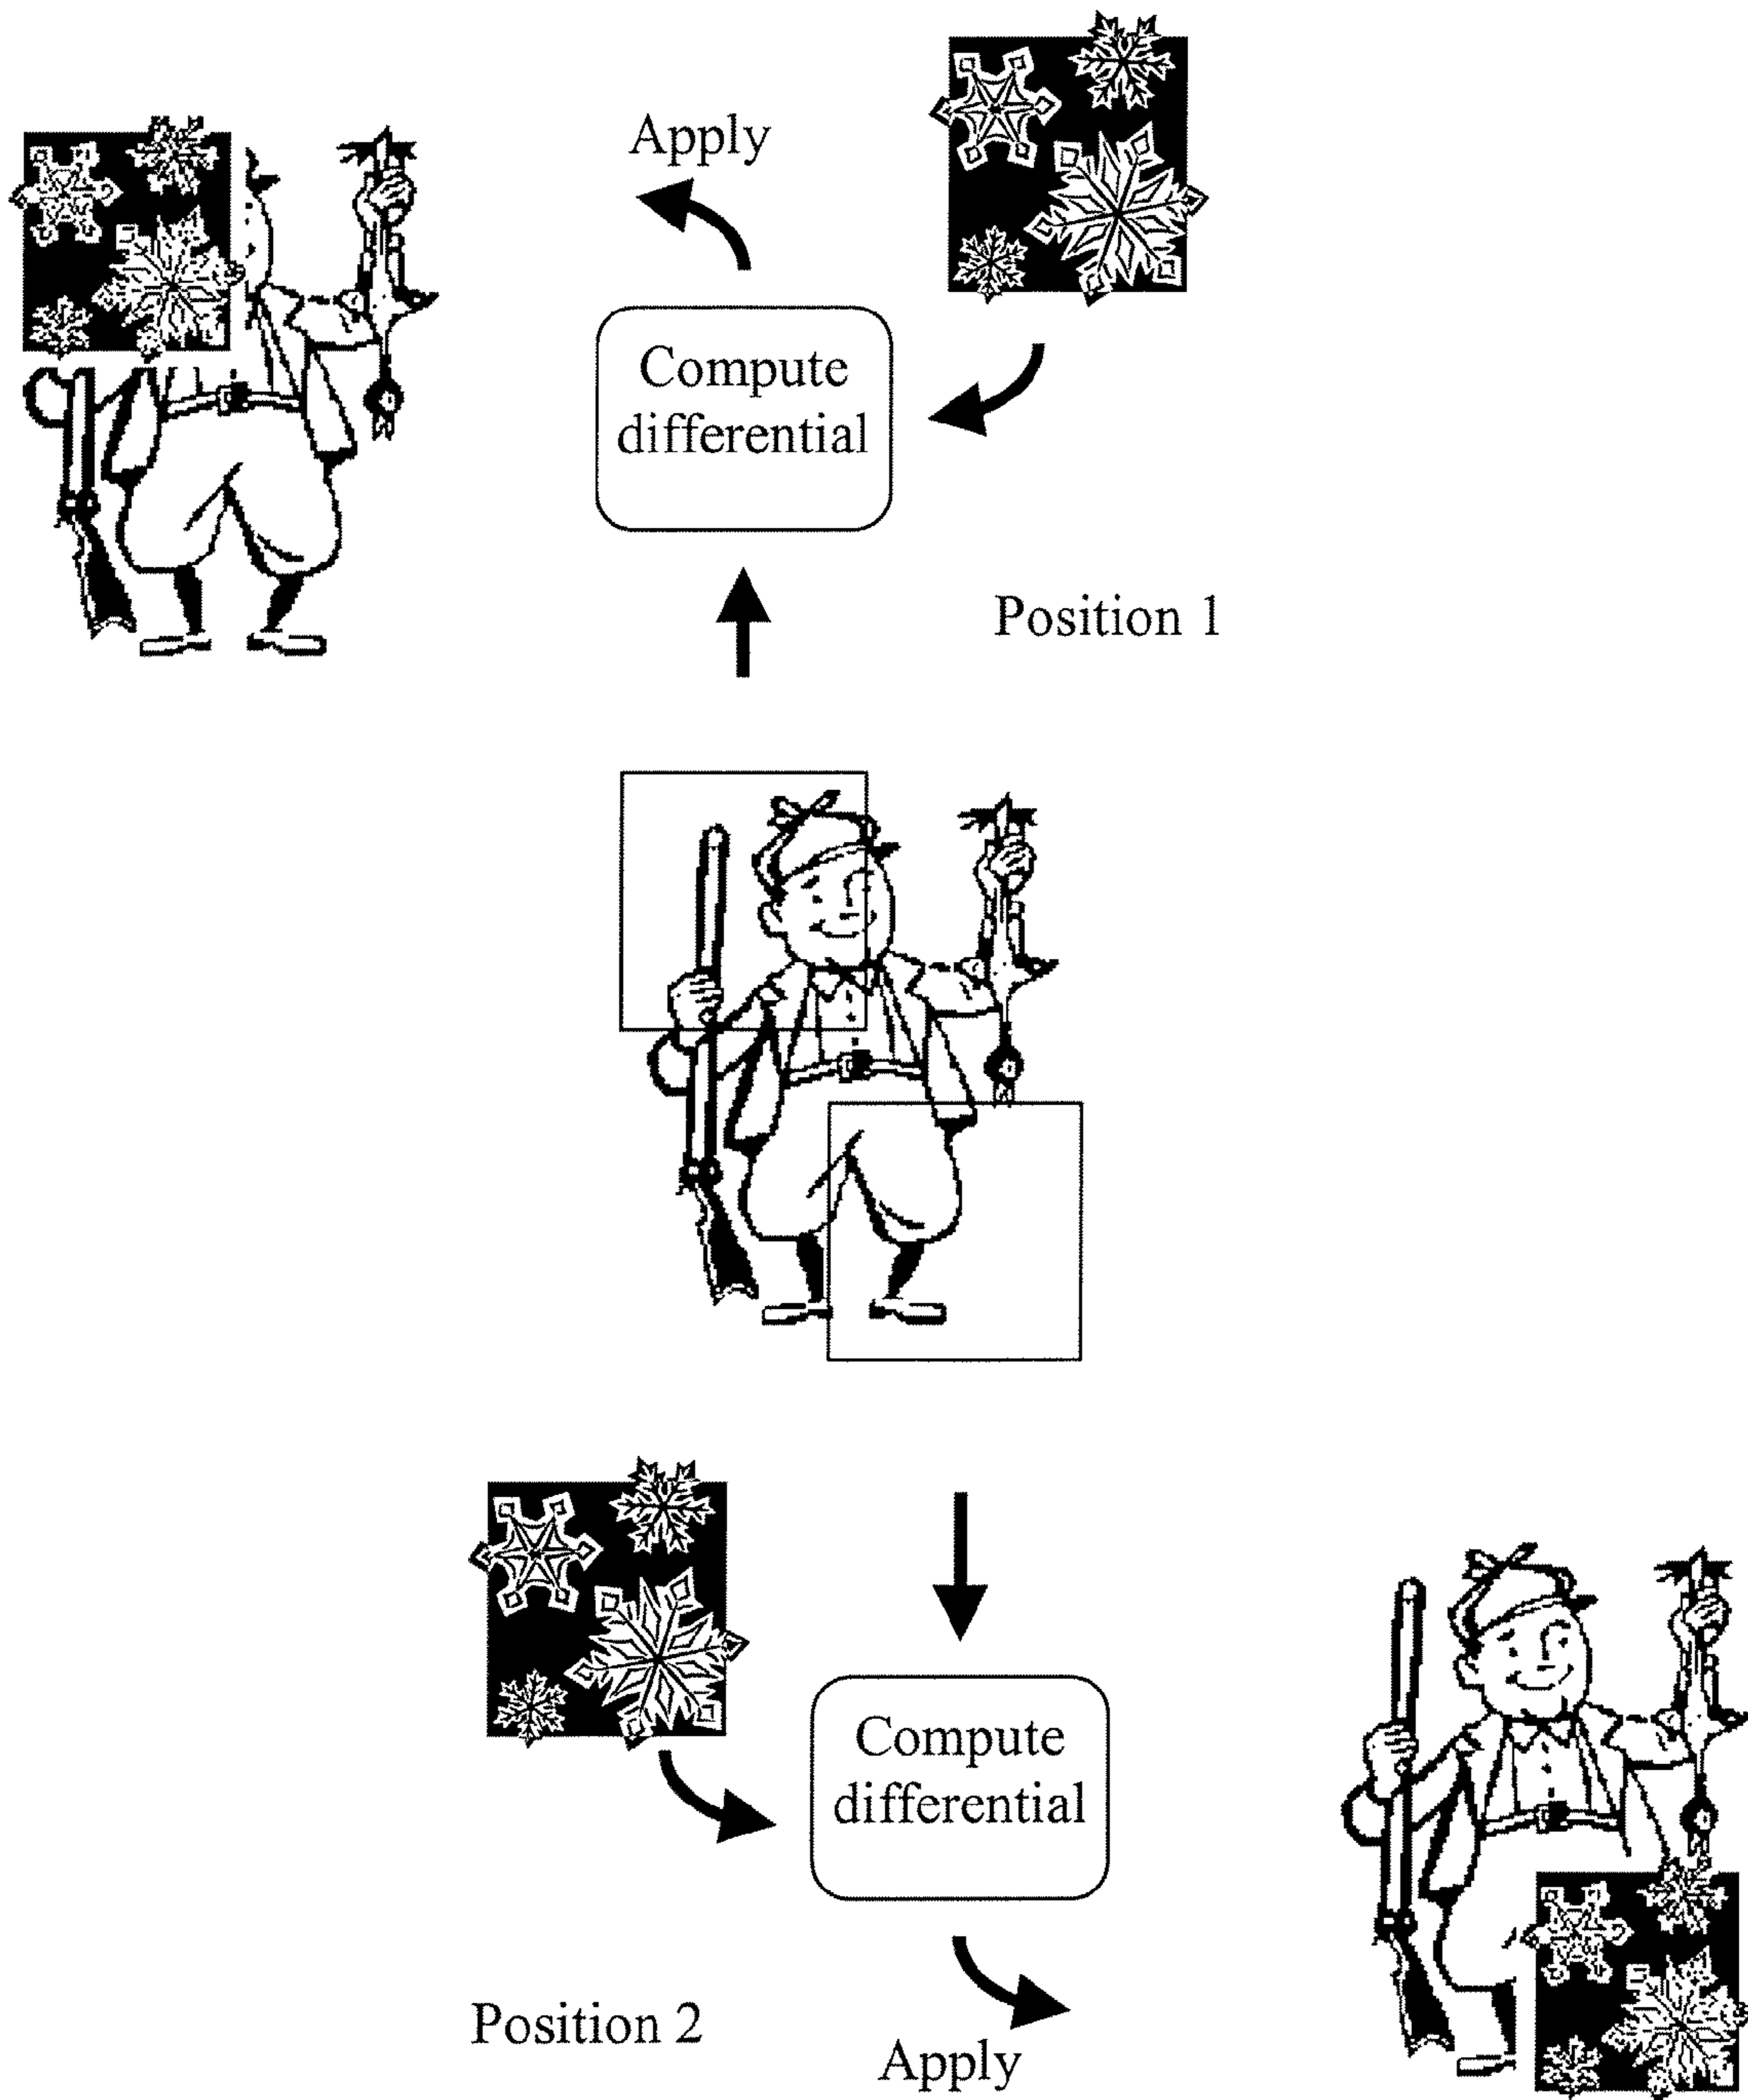 Apply
Compute
differential
Position 1
Compute
differential
Position 2
Apply